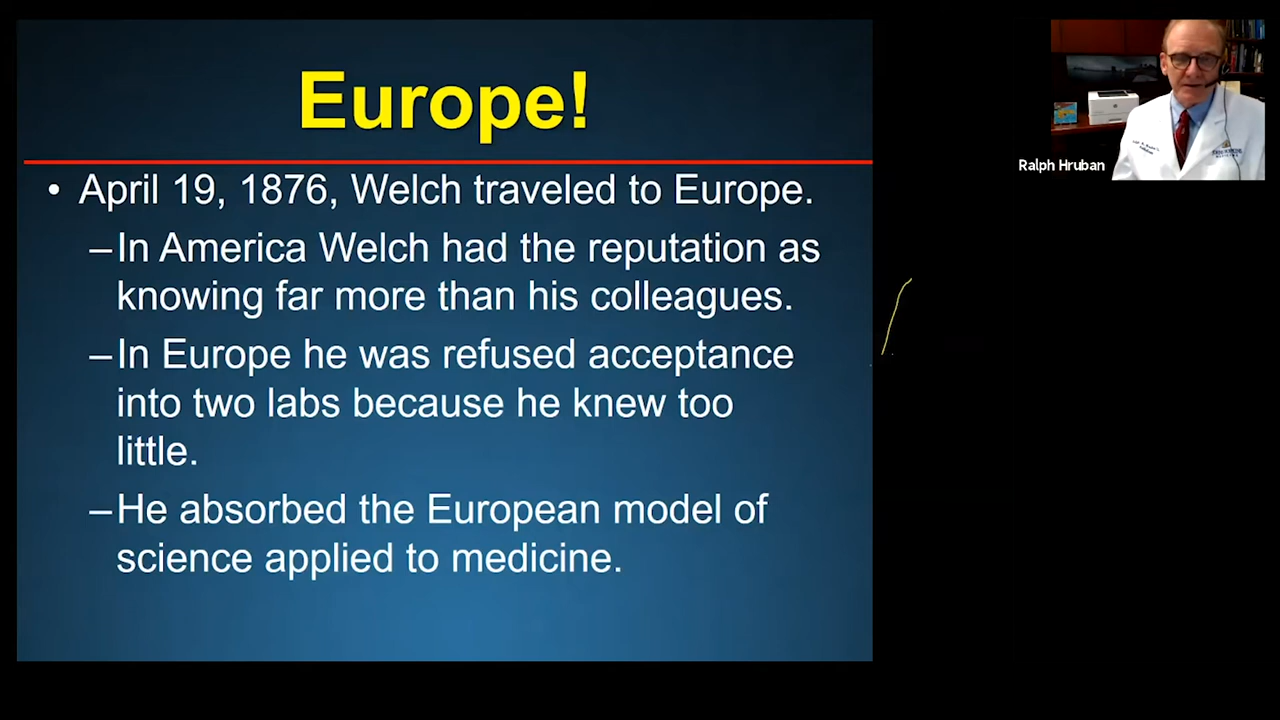 Europe!
• April 19, 1876, Welch traveled to Europe.
–In America Welch had the reputation as
knowing far more than his colleagues.
–In Europe he was refused acceptance
into two labs because he knew too
little.
–He absorbed the European model of
science applied to medicine.
Ralph Hruban